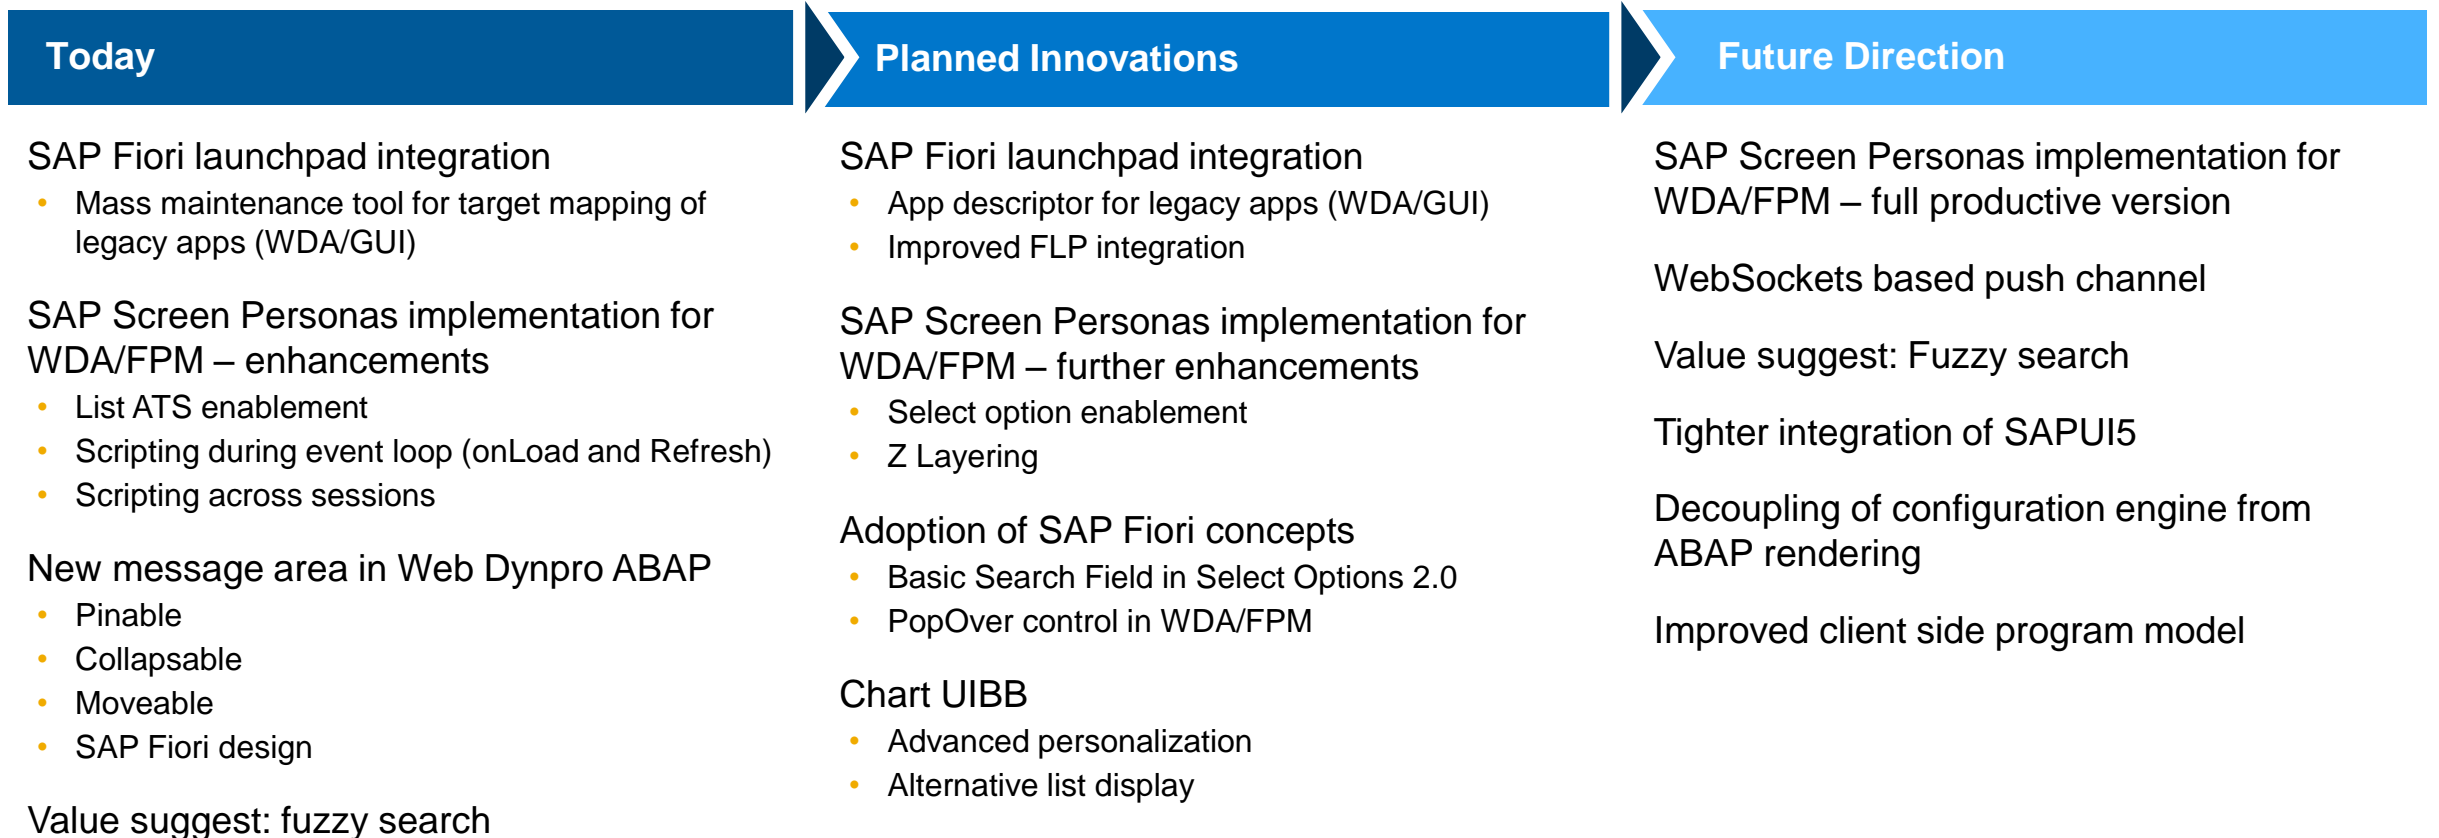 Today
SAP Fiori launchpad integration
• Mass maintenance tool for target mapping of
legacy apps (WDA/GUI)
SAP Screen Personas implementation for
WDA/FPM – enhancements
• List ATS enablement
• Scripting during event loop (onLoad and Refresh)
• Scripting across sessions
New message area in Web Dynpro ABAP
• Pinable
• Collapsable
• Moveable
• SAP Fiori design
Value suggest: fuzzy search
Planned Innovations
SAP Fiori launchpad integration
• App descriptor for legacy apps (WDA/GUI)
• Improved FLP integration
SAP Screen Personas implementation for
WDA/FPM – further enhancements
• Select option enablement
• Z Layering
Adoption of SAP Fiori concepts
• Basic Search Field in Select Options 2.0
• PopOver control in WDA/FPM
Chart UIBB
• Advanced personalization
• Alternative list display
Future Direction
SAP Screen Personas implementation for
WDA/FPM – full productive version
WebSockets based push channel
Value suggest: Fuzzy search
Tighter integration of SAPUI5
Decoupling of configuration engine from
ABAP rendering
Improved client side program model